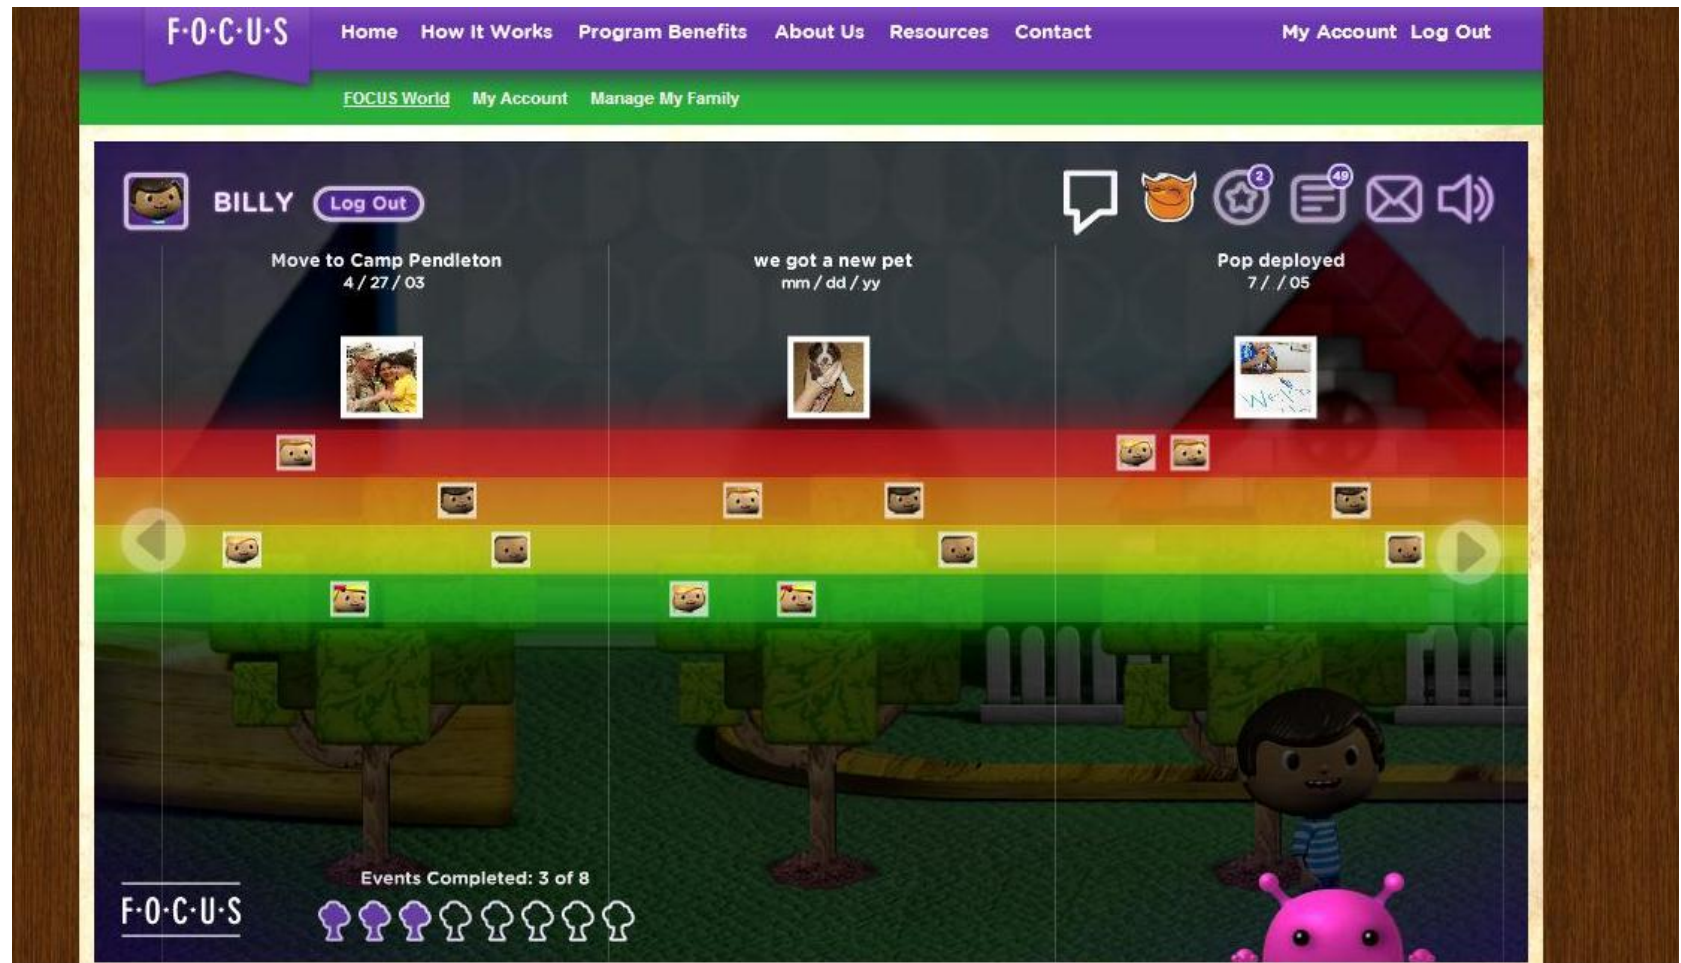 F·O·C·U·S Home How It Works Program Benefits About Us Resources Contact My Account Log Out
FOCUS World My Account Manage My Family
BILLY Log Out 2 49
Move to Camp Pendleton we got a new pet Pop deployed
4 / 27 / 03 mm / dd / yy 7 / / 05
Events Completed: 3 of 8
F·O·C·U·S